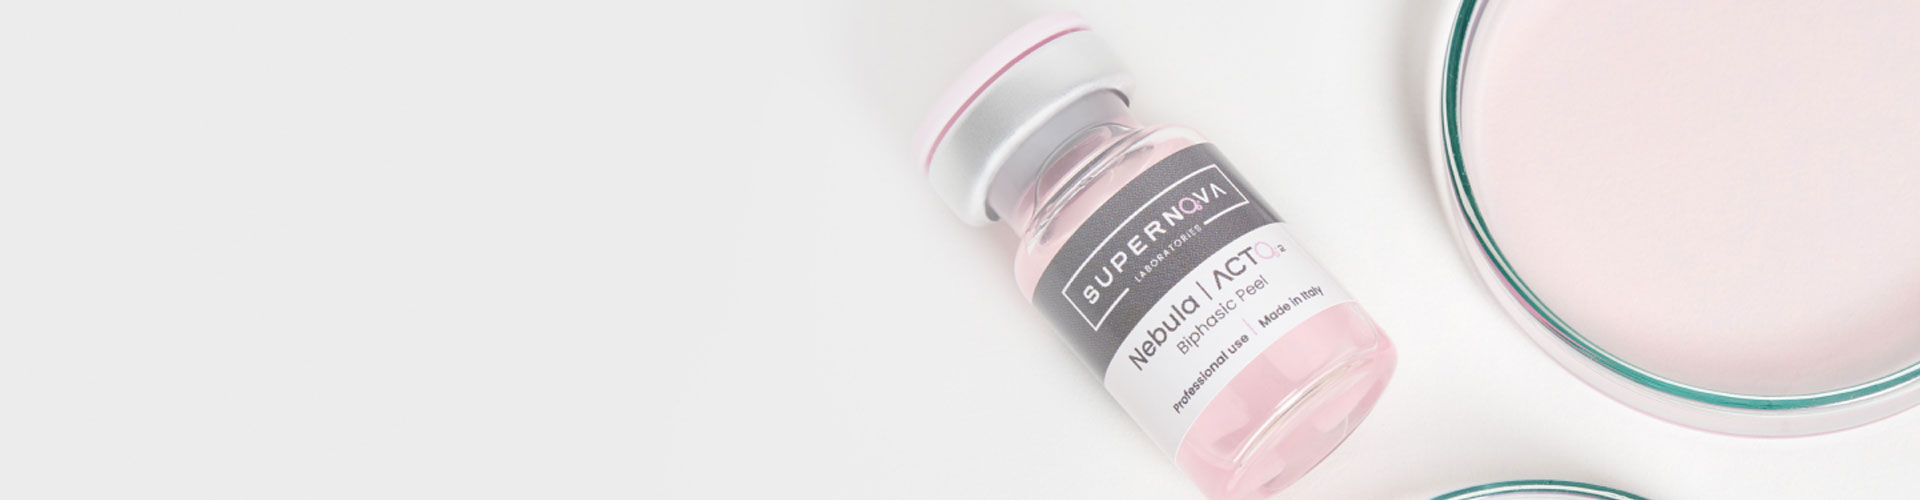 SUPERNOVA
LABORATORIES
Nebula | ACTO2
Biphasic Peel
Professional use | Made in Italy